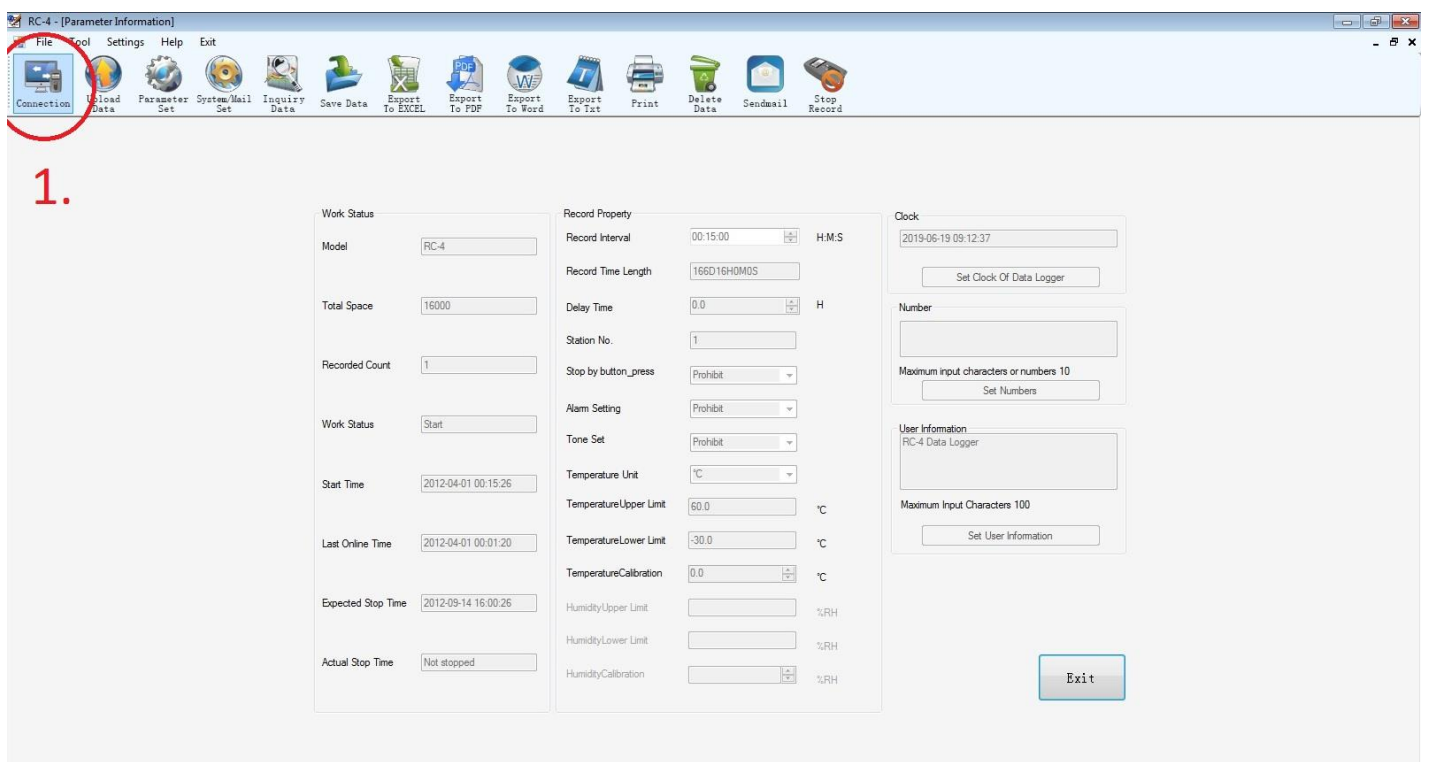 RC-4 - [Parameter Information]
File Tool Settings Help Exit
Connection
Upload Data
Parameter Set
System/Mail Set
Inquiry Data
Save Data
Export To EXCEL
Export To PDF
Export To Word
Export To Txt
Print
Delete Data
Sendmail
Stop Record
1.
Work Status
Model RC-4
Total Space 16000
Recorded Count 1
Work Status Start
Start Time 2012-04-01 00:15:26
Last Online Time 2012-04-01 00:01:20
Expected Stop Time 2012-09-14 16:00:26
Actual Stop Time Not stopped
Record Property
Record Interval 00:15:00 H:M:S
Record Time Length 166D16H0M0S
Delay Time 0.0 H
Station No. 1
Stop by button_press Prohibit
Alarm Setting Prohibit
Tone Set Prohibit
Temperature Unit °C
TemperatureUpper Limit 60.0 °C
TemperatureLower Limit -30.0 °C
TemperatureCalibration 0.0 °C
HumidityUpper Limit %RH
HumidityLower Limit %RH
HumidityCalibration %RH
Clock
2019-06-19 09:12:37
Set Clock Of Data Logger
Number
Maximum input characters or numbers 10
Set Numbers
User Information
RC-4 Data Logger
Maximum Input Characters 100
Set User Information
Exit